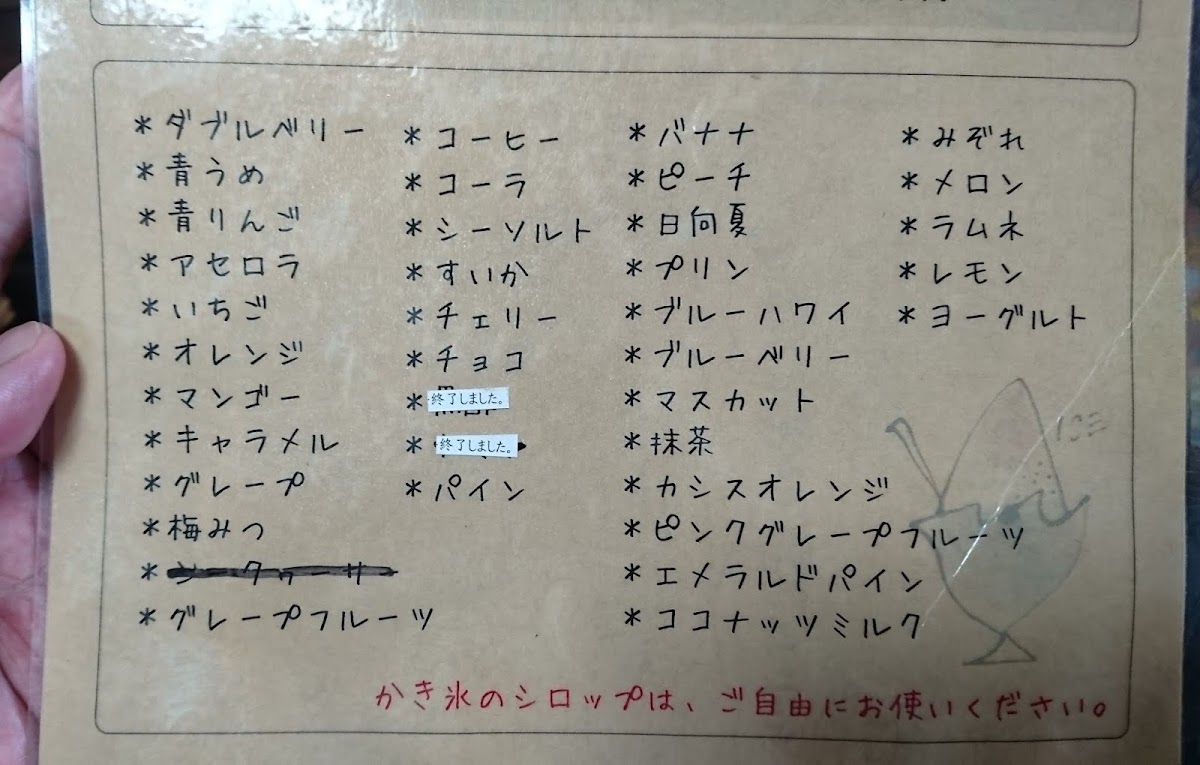 *ダブルベリー
*青うめ
*青りんご
*アセロラ
*いちご
*オレンジ
*マンゴー
*キャラメル
*グレープ
*梅みつ
*シークワーサー
*グレープフルーツ
*コーヒー
*コーラ
*シーソルト
*すいか
*チェリー
*チョコ
*終了しました。
*終了しました。
*パイン
*バナナ
*ピーチ
*日向夏
*プリン
*ブルーハワイ
*ブルーベリー
*マスカット
*抹茶
*カシスオレンジ
*ピンクグレープフルーツ
*エメラルドパイン
*ココナッツミルク
*みぞれ
*メロン
*ラムネ
*レモン
*ヨーグルト
ICE
かき氷のシロップは、ご自由にお使いください。